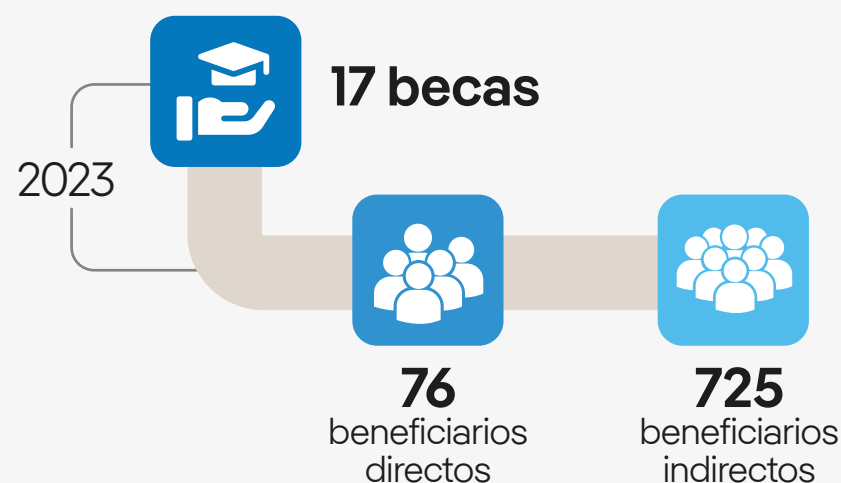 17 becas
2023
76
beneficiarios
directos
725
beneficiarios
indirectos